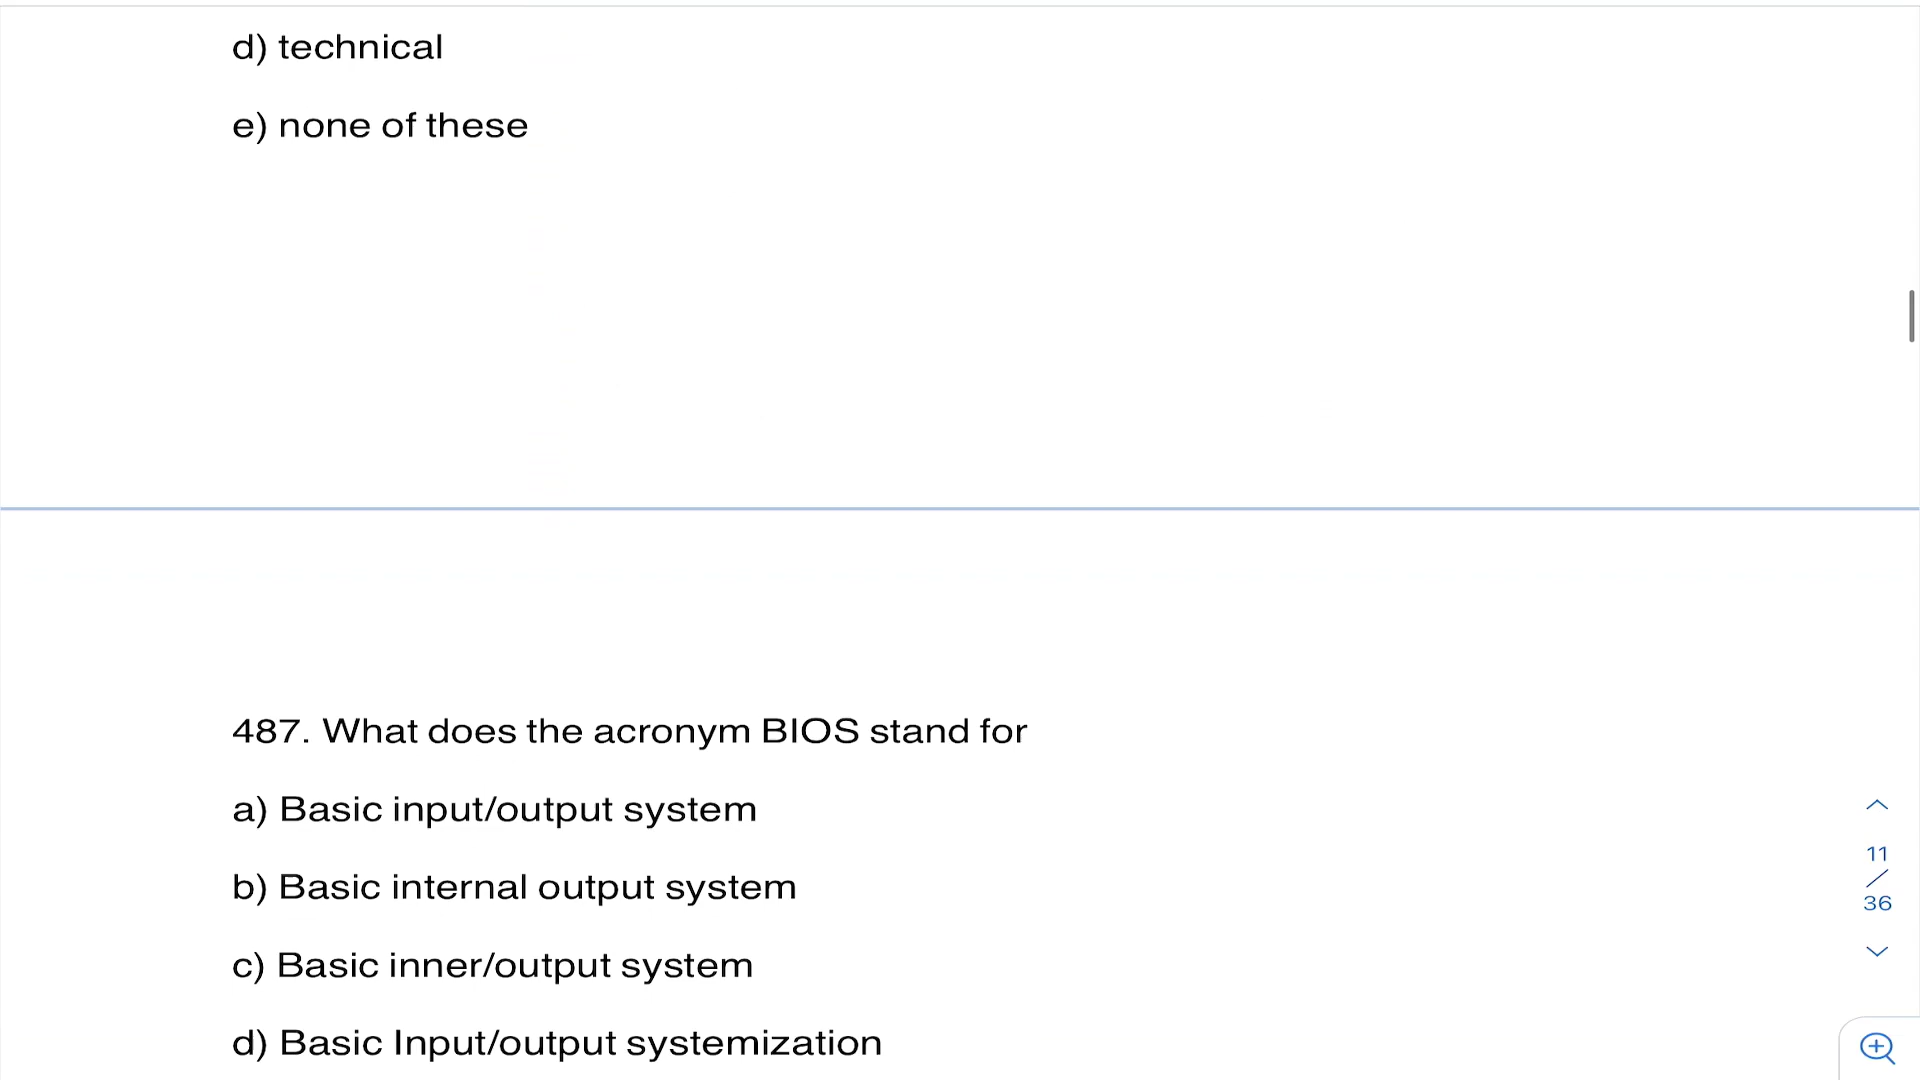 d) technical
e) none of these
487. What does the acronym BIOS stand for
a) Basic input/output system
b) Basic internal output system
c) Basic inner/output system
d) Basic Input/output systemization
11
/
36